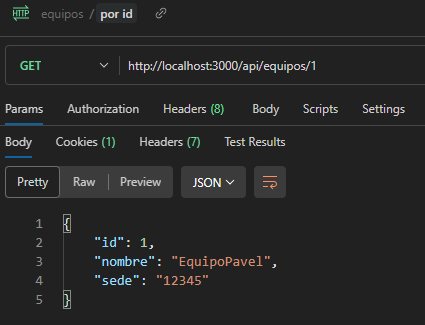 HTTP equipos / por id
GET http://localhost:3000/api/equipos/1
Params Authorization Headers (8) Body Scripts Settings
Body Cookies (1) Headers (7) Test Results
Pretty Raw Preview JSON
1 {
2 "id": 1,
3 "nombre": "EquipoPavel",
4 "sede": "12345"
5 }